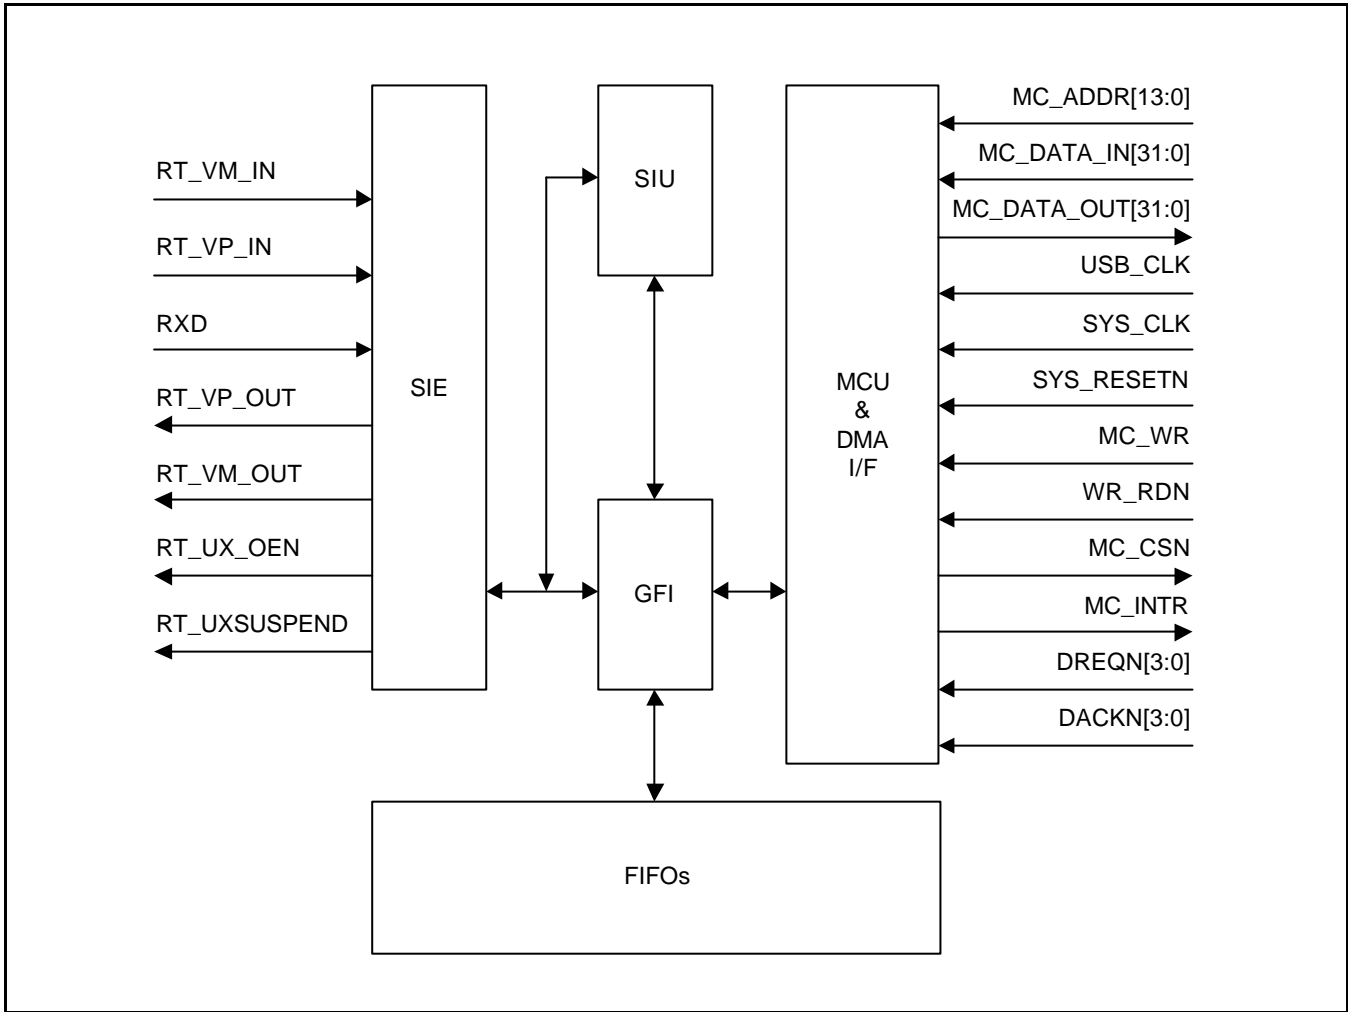 RT_VM_IN
RT_VP_IN
RXD
RT_VP_OUT
RT_VM_OUT
RT_UX_OEN
RT_UXSUSPEND
SIE
SIU
GFI
MCU
&
DMA
I/F
MC_ADDR[13:0]
MC_DATA_IN[31:0]
MC_DATA_OUT[31:0]
USB_CLK
SYS_CLK
SYS_RESETN
MC_WR
WR_RDN
MC_CSN
MC_INTR
DREQN[3:0]
DACKN[3:0]
FIFOs